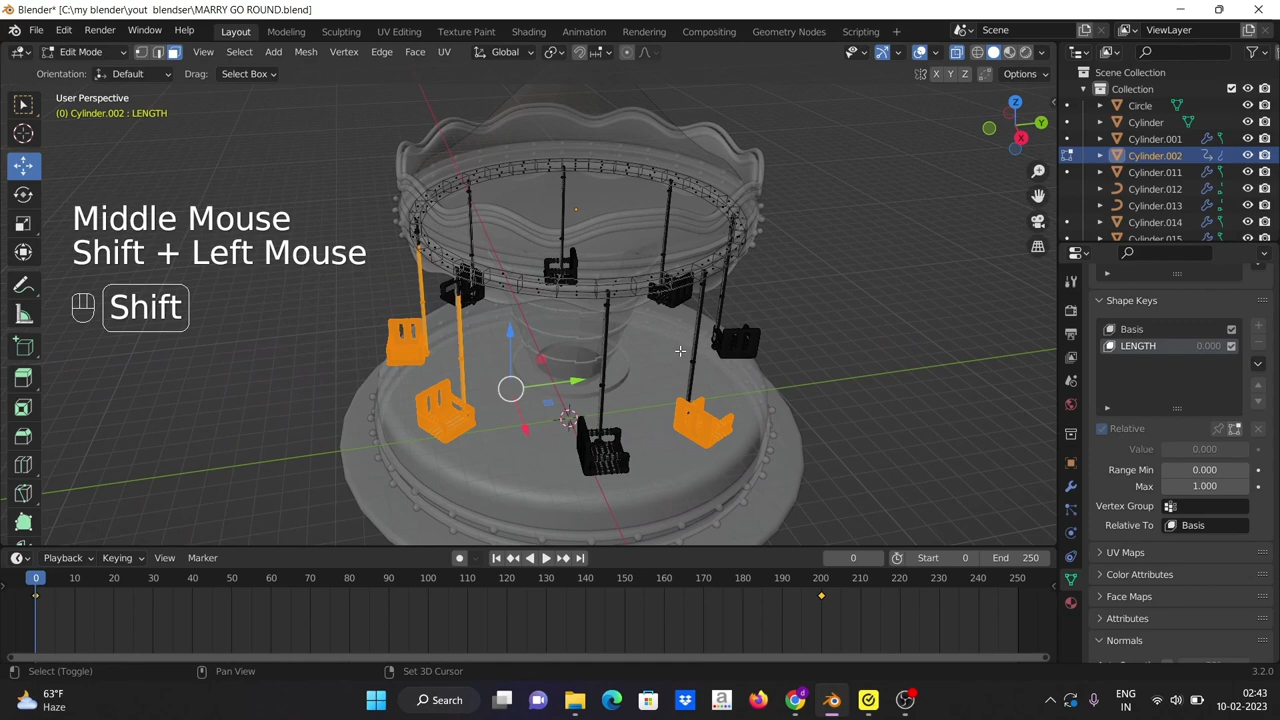 Blender* [C:\my blender\yout blendser\MARRY GO ROUND.blend]
File Edit Render Window Help Layout Modeling Sculpting UV Editing Texture Paint Shading Animation Rendering Compositing Geometry Nodes Scripting + Scene ViewLayer
Edit Mode View Select Add Mesh Vertex Edge Face UV Global
Orientation: Default Drag: Select Box X Y Z Options
Scene Collection
Collection
Circle
Cylinder
Cylinder.001
Cylinder.002
Cylinder.011
Cylinder.012
Cylinder.013
Cylinder.014
Cylinder.015
User Perspective
(0) Cylinder.002 : LENGTH
Z
Y
X
Middle Mouse
Shift + Left Mouse
Shift
Shape Keys
Basis
LENGTH 0.000
Relative
Value 0.000
Range Min 0.000
Max 1.000
Vertex Group
Relative To Basis
UV Maps
Color Attributes
Face Maps
Attributes
Normals
Playback Keying View Marker 0 Start 0 End 250
0 10 20 30 40 50 60 70 80 90 100 110 120 130 140 150 160 170 180 190 200 210 220 230 240 250
Select (Toggle) Pan View Set 3D Cursor 3.2.0
63°F
Haze
Search
ENG
IN
02:43
10-02-2023